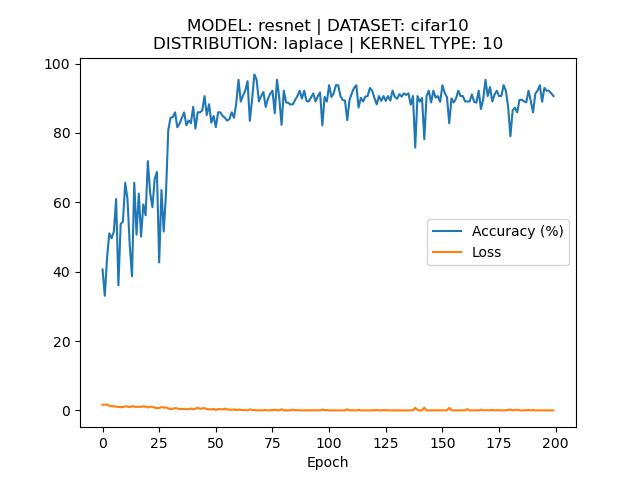 MODEL: resnet | DATASET: cifar10
DISTRIBUTION: laplace | KERNEL TYPE: 10
100
80
60
40
20
0
Accuracy (%)
Loss
0 25 50 75 100 125 150 175 200
Epoch